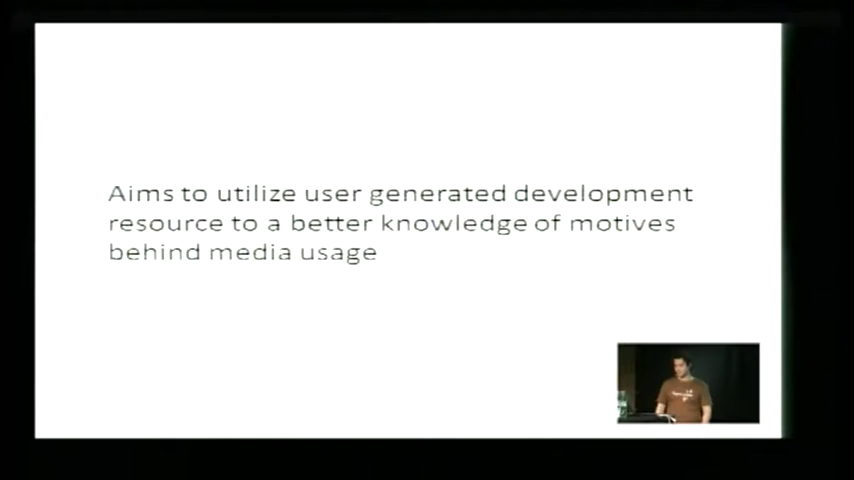 Aims to utilize user generated development
resource to a better knowledge of motives
behind media usage